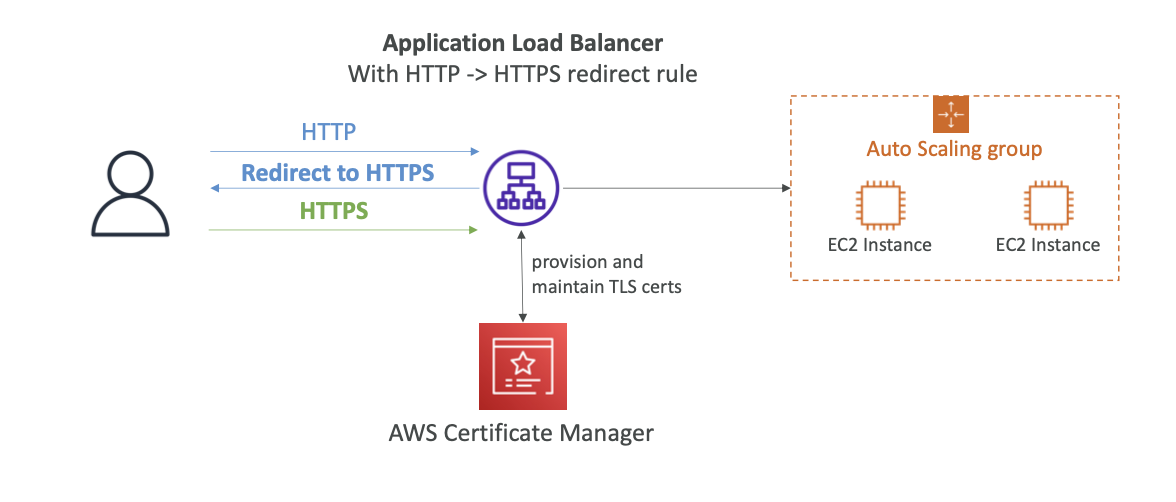 Application Load Balancer
With HTTP -> HTTPS redirect rule
HTTP
Redirect to HTTPS
HTTPS
Auto Scaling group
EC2 Instance
EC2 Instance
provision and
maintain TLS certs
AWS Certificate Manager